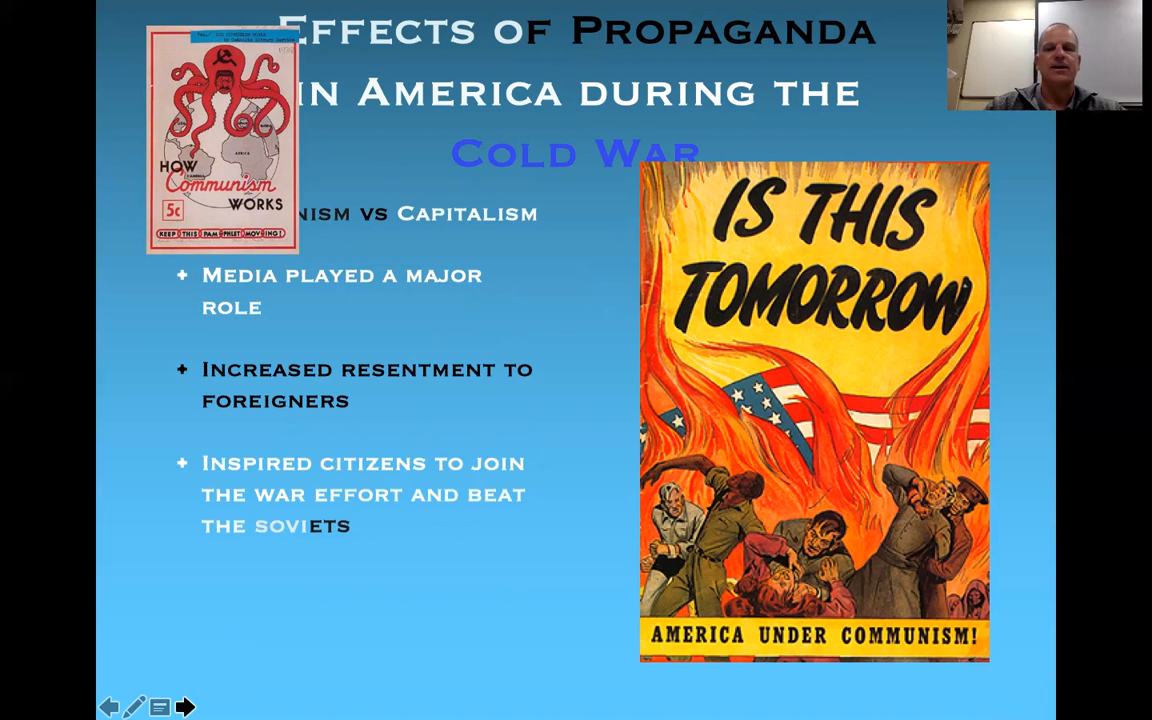 Effects of Propaganda
in America during the
Cold War
nism vs Capitalism
+ Media played a major
role
+ Increased resentment to
foreigners
+ Inspired citizens to join
the war effort and beat
the soviets
HOW
Communism
WORKS
5c
KEEP THIS PAMPHLET MOVING!
AFRICA
IS THIS
TOMORROW
AMERICA UNDER COMMUNISM!